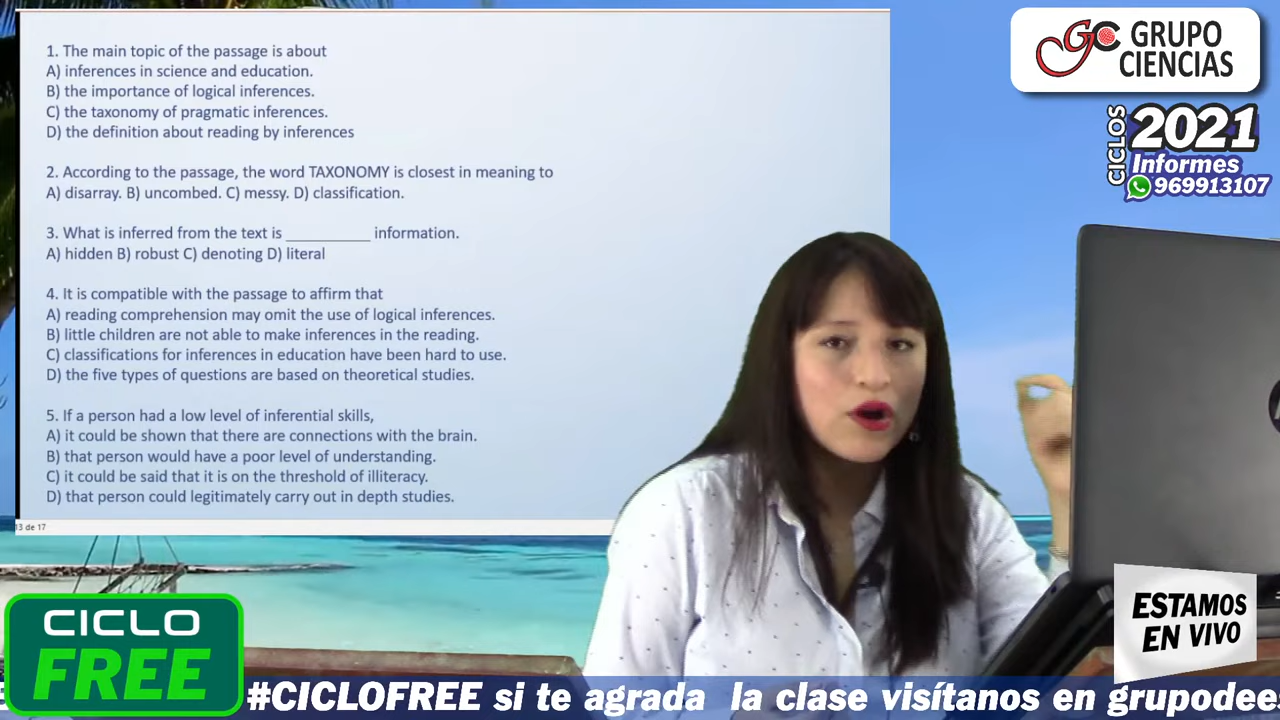 1. The main topic of the passage is about
A) inferences in science and education.
B) the importance of logical inferences.
C) the taxonomy of pragmatic inferences.
D) the definition about reading by inferences
2. According to the passage, the word TAXONOMY is closest in meaning to
A) disarray. B) uncombed. C) messy. D) classification.
3. What is inferred from the text is __________ information.
A) hidden B) robust C) denoting D) literal
4. It is compatible with the passage to affirm that
A) reading comprehension may omit the use of logical inferences.
B) little children are not able to make inferences in the reading.
C) classifications for inferences in education have been hard to use.
D) the five types of questions are based on theoretical studies.
5. If a person had a low level of inferential skills,
A) it could be shown that there are connections with the brain.
B) that person would have a poor level of understanding.
C) it could be said that it is on the threshold of illiteracy.
D) that person could legitimately carry out in depth studies.
13 de 17
GC GRUPO
CIENCIAS
CICLOS 2021
Informes
969913107
ESTAMOS
EN VIVO
CICLO
FREE
#CICLOFREE si te agrada la clase visítanos en grupodee